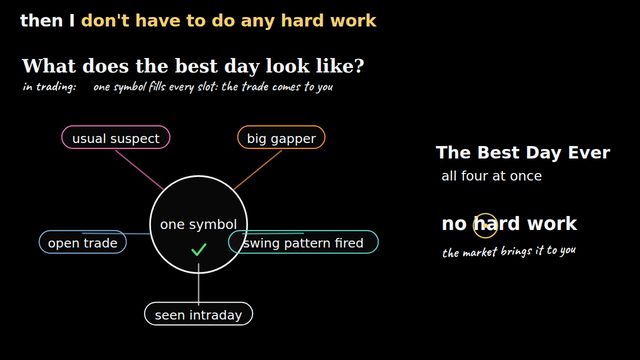 then I don't have to do any hard work
What does the best day look like?
in trading: one symbol fills every slot: the trade comes to you
usual suspect
big gapper
The Best Day Ever
all four at once
one symbol
no hard work
open trade
swing pattern fired
the market brings it to you
seen intraday